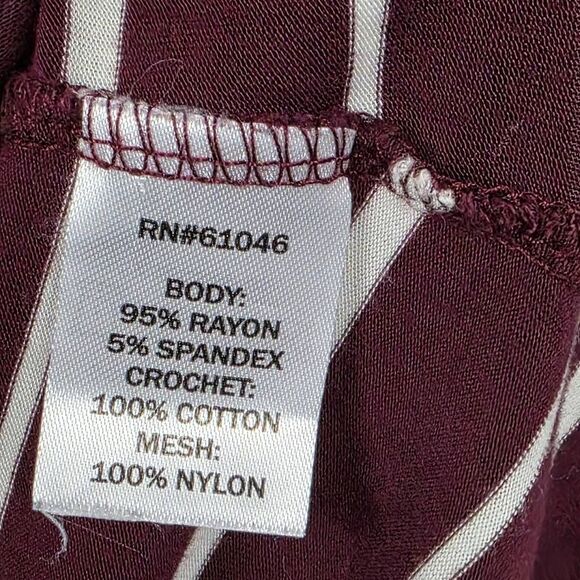 RN#61046
BODY:
95% RAYON
5% SPANDEX
CROCHET:
100% COTTON
MESH:
100% NYLON